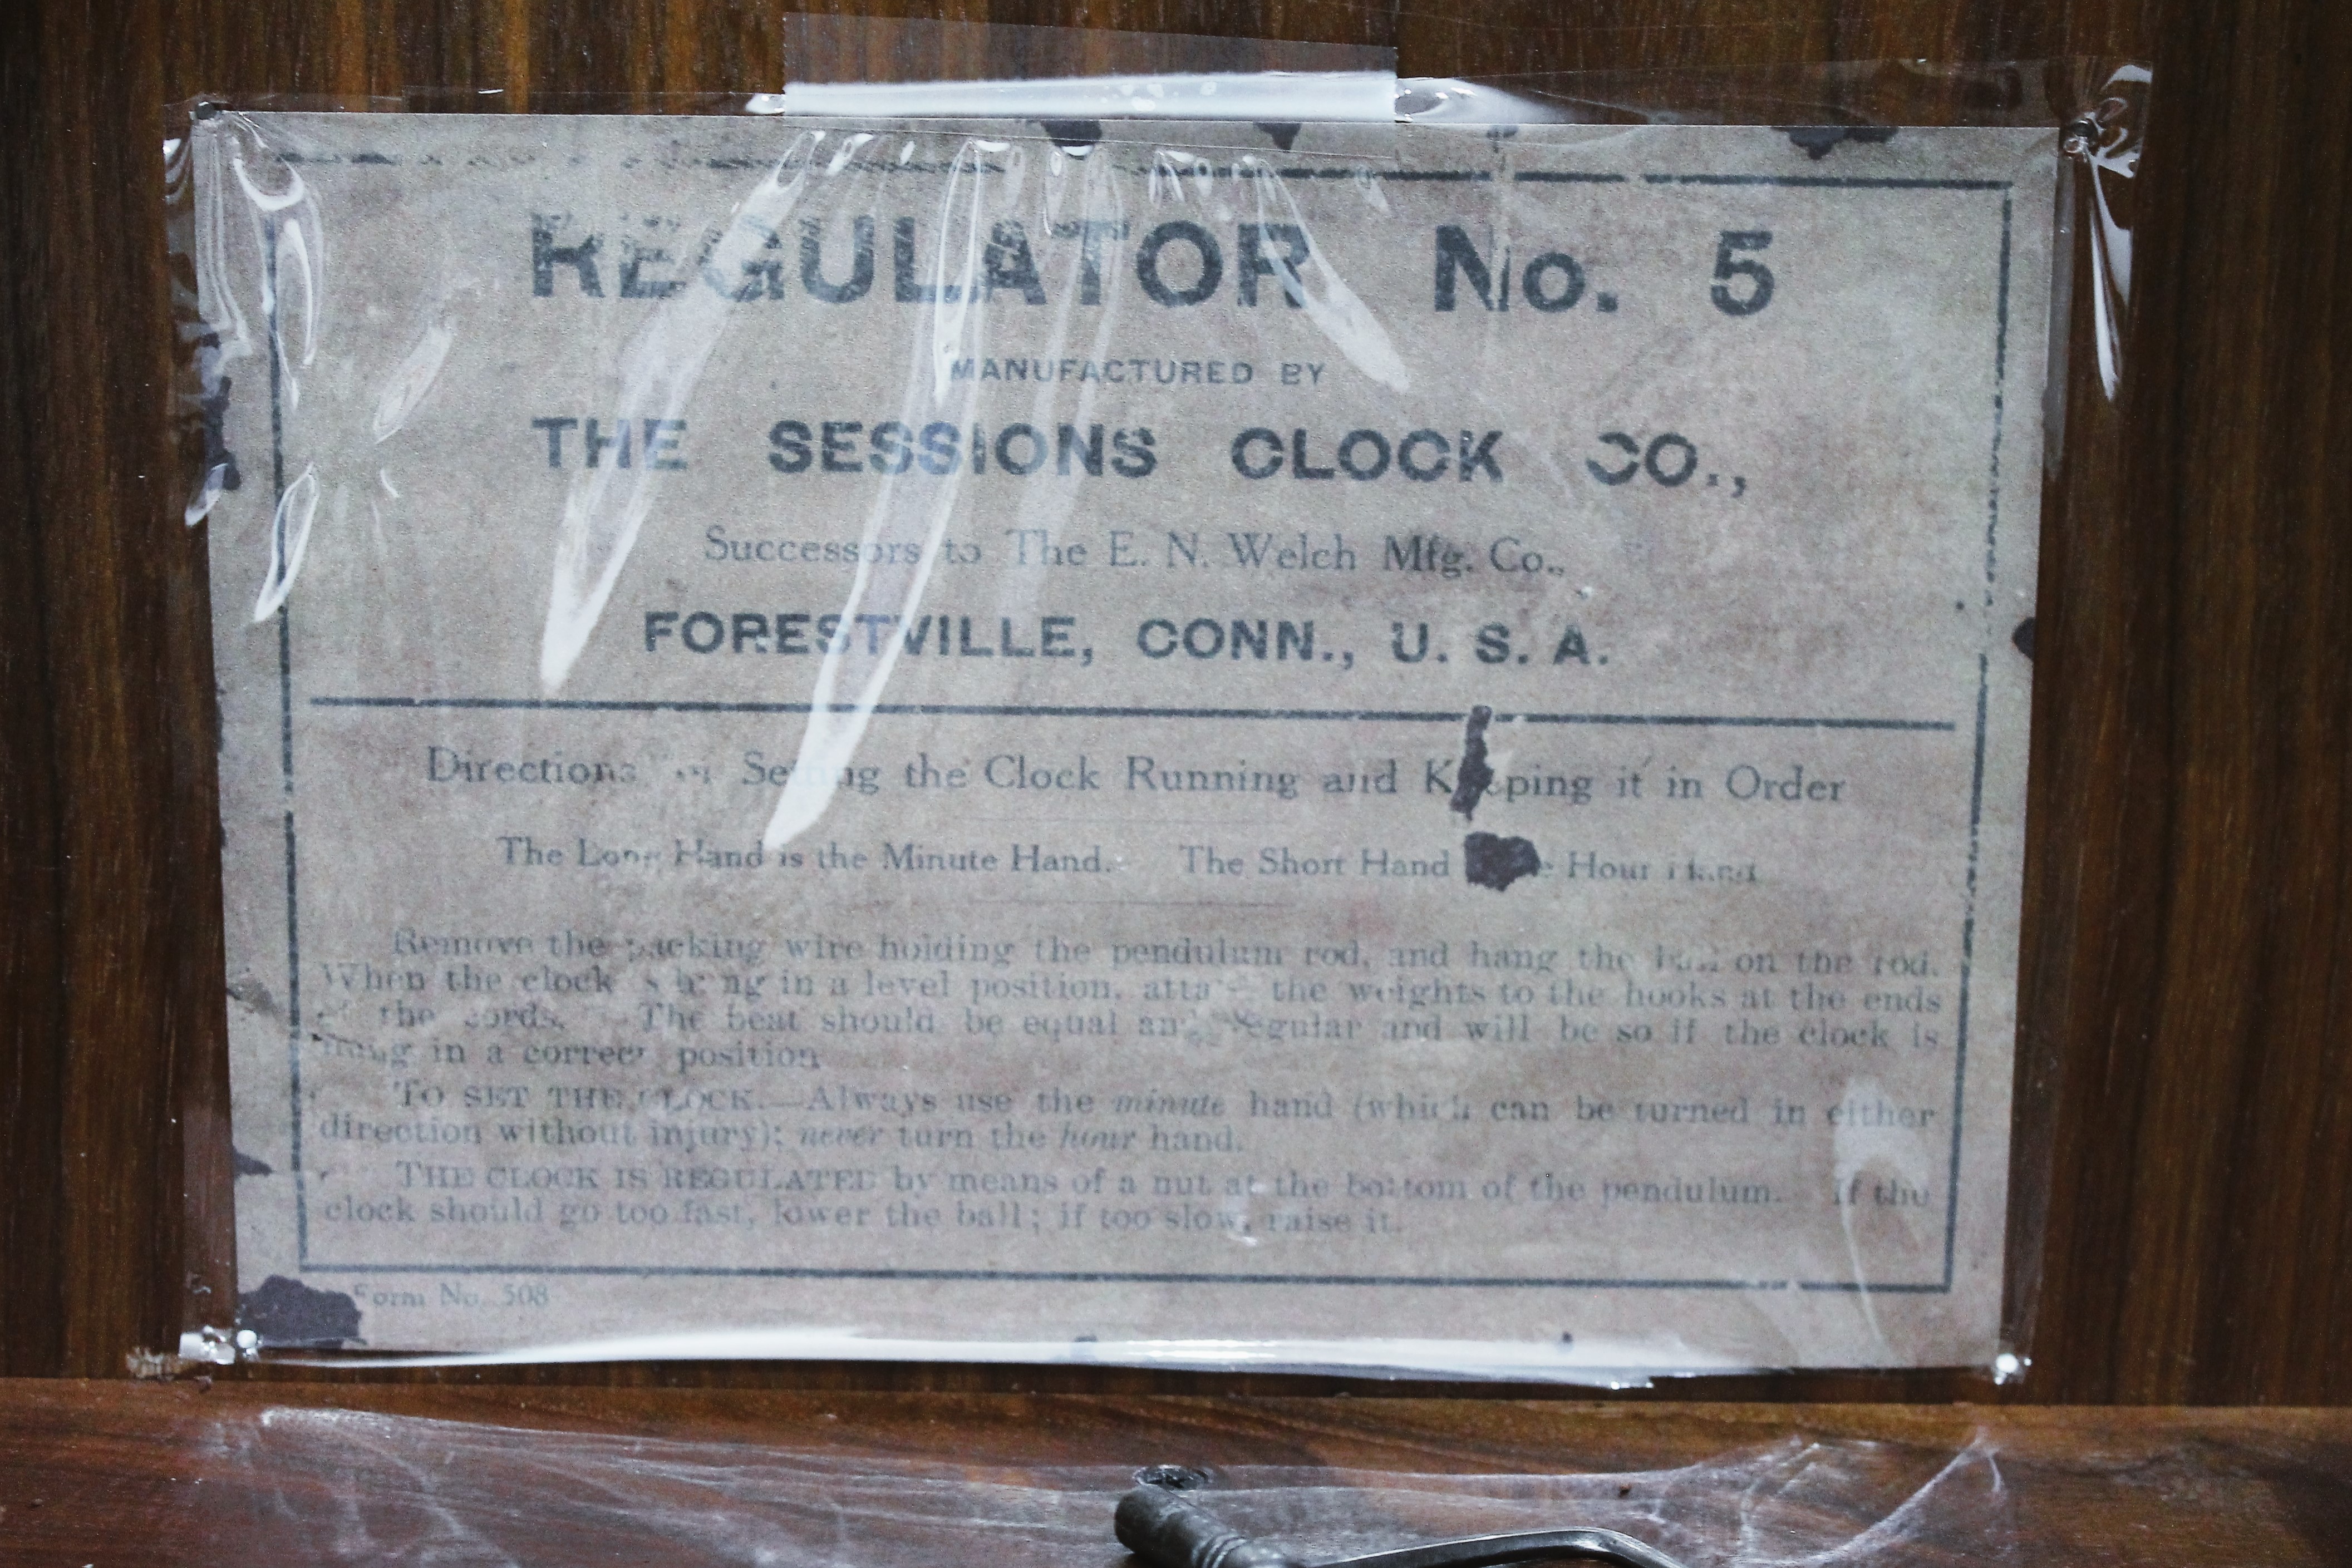 REGULATOR No. 5
MANUFACTURED BY
THE SESSIONS CLOCK CO.,
Successors to The E. N. Welch Mfg. Co.,
FORESTVILLE, CONN., U. S. A.
Directions Setting the Clock Running and Keeping it in Order
The Long Hand is the Minute Hand. The Short Hand Hour Hand
Remove the packing wire holding the pendulum rod, and hang the ball on the rod.
When the clock is hung in a level position, attach the weights to the hooks at the ends
of the cords. The beat should be equal and regular and will be so if the clock is
hung in a correct position
TO SET THE CLOCK.—Always use the minute hand (which can be turned in either
direction without injury); never turn the hour hand.
THE CLOCK IS REGULATED by means of a nut at the bottom of the pendulum. If the
clock should go too fast, lower the ball; if too slow, raise it.
Form No. 508